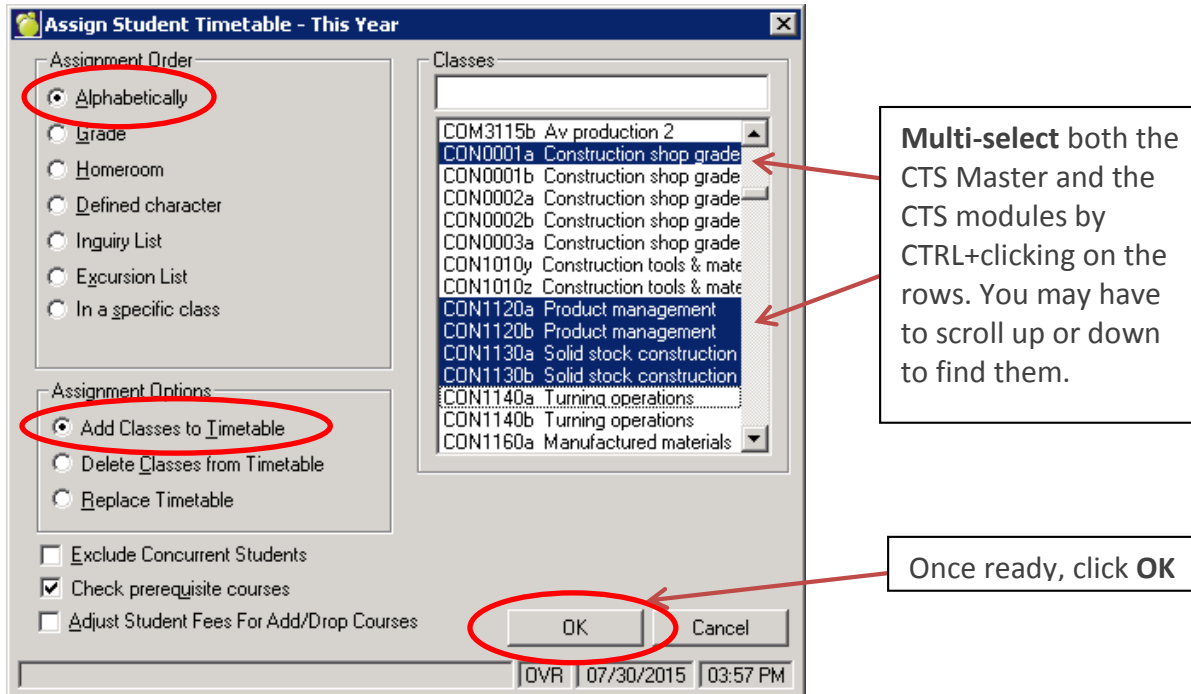 Assign Student Timetable - This Year
Assignment Order
Alphabetically
Grade
Homeroom
Defined character
Inguiry List
Excursion List
In a specific class
Assignment Options
Add Classes to Timetable
Delete Classes from Timetable
Replace Timetable
Exclude Concurrent Students
Check prerequisite courses
Adjust Student Fees For Add/Drop Courses
Classes
COM3115b Av production 2
CON0001a Construction shop grade
CON0001b Construction shop grade
CON0002a Construction shop grade
CON0002b Construction shop grade
CON0003a Construction shop grade
CON1010y Construction tools & mate
CON1010z Construction tools & mate
CON1120a Product management
CON1120b Product management
CON1130a Solid stock construction
CON1130b Solid stock construction
CON1140a Turning operations
CON1140b Turning operations
CON1160a Manufactured materials
OK
Cancel
OVR 07/30/2015 03:57 PM
Multi-select both the
CTS Master and the
CTS modules by
CTRL+clicking on the
rows. You may have
to scroll up or down
to find them.
Once ready, click OK